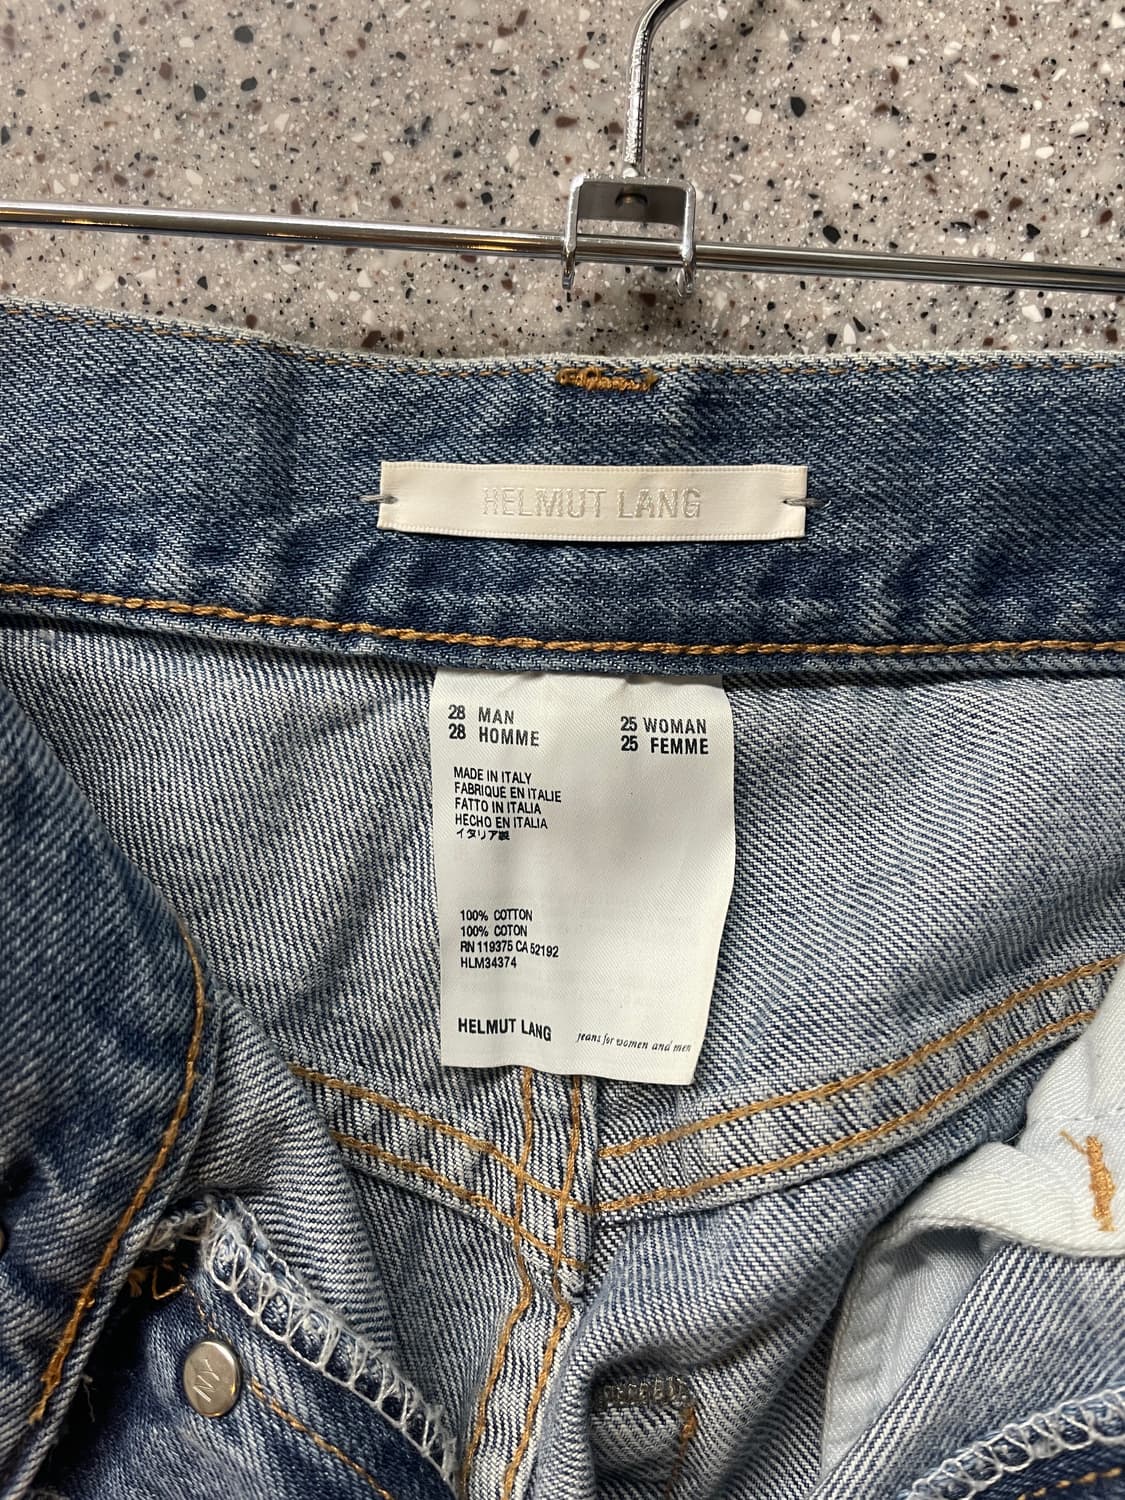 HELMUT LANG
28 MAN 25 WOMAN
28 HOMME 25 FEMME
MADE IN ITALY
FABRIQUÉ EN ITALIE
FATTO IN ITALIA
HECHO EN ITALIA
イタリア製
100% COTTON
100% COTON
RN 119375 CA 52192
HLM34374
HELMUT LANG jeans for women and men
NY